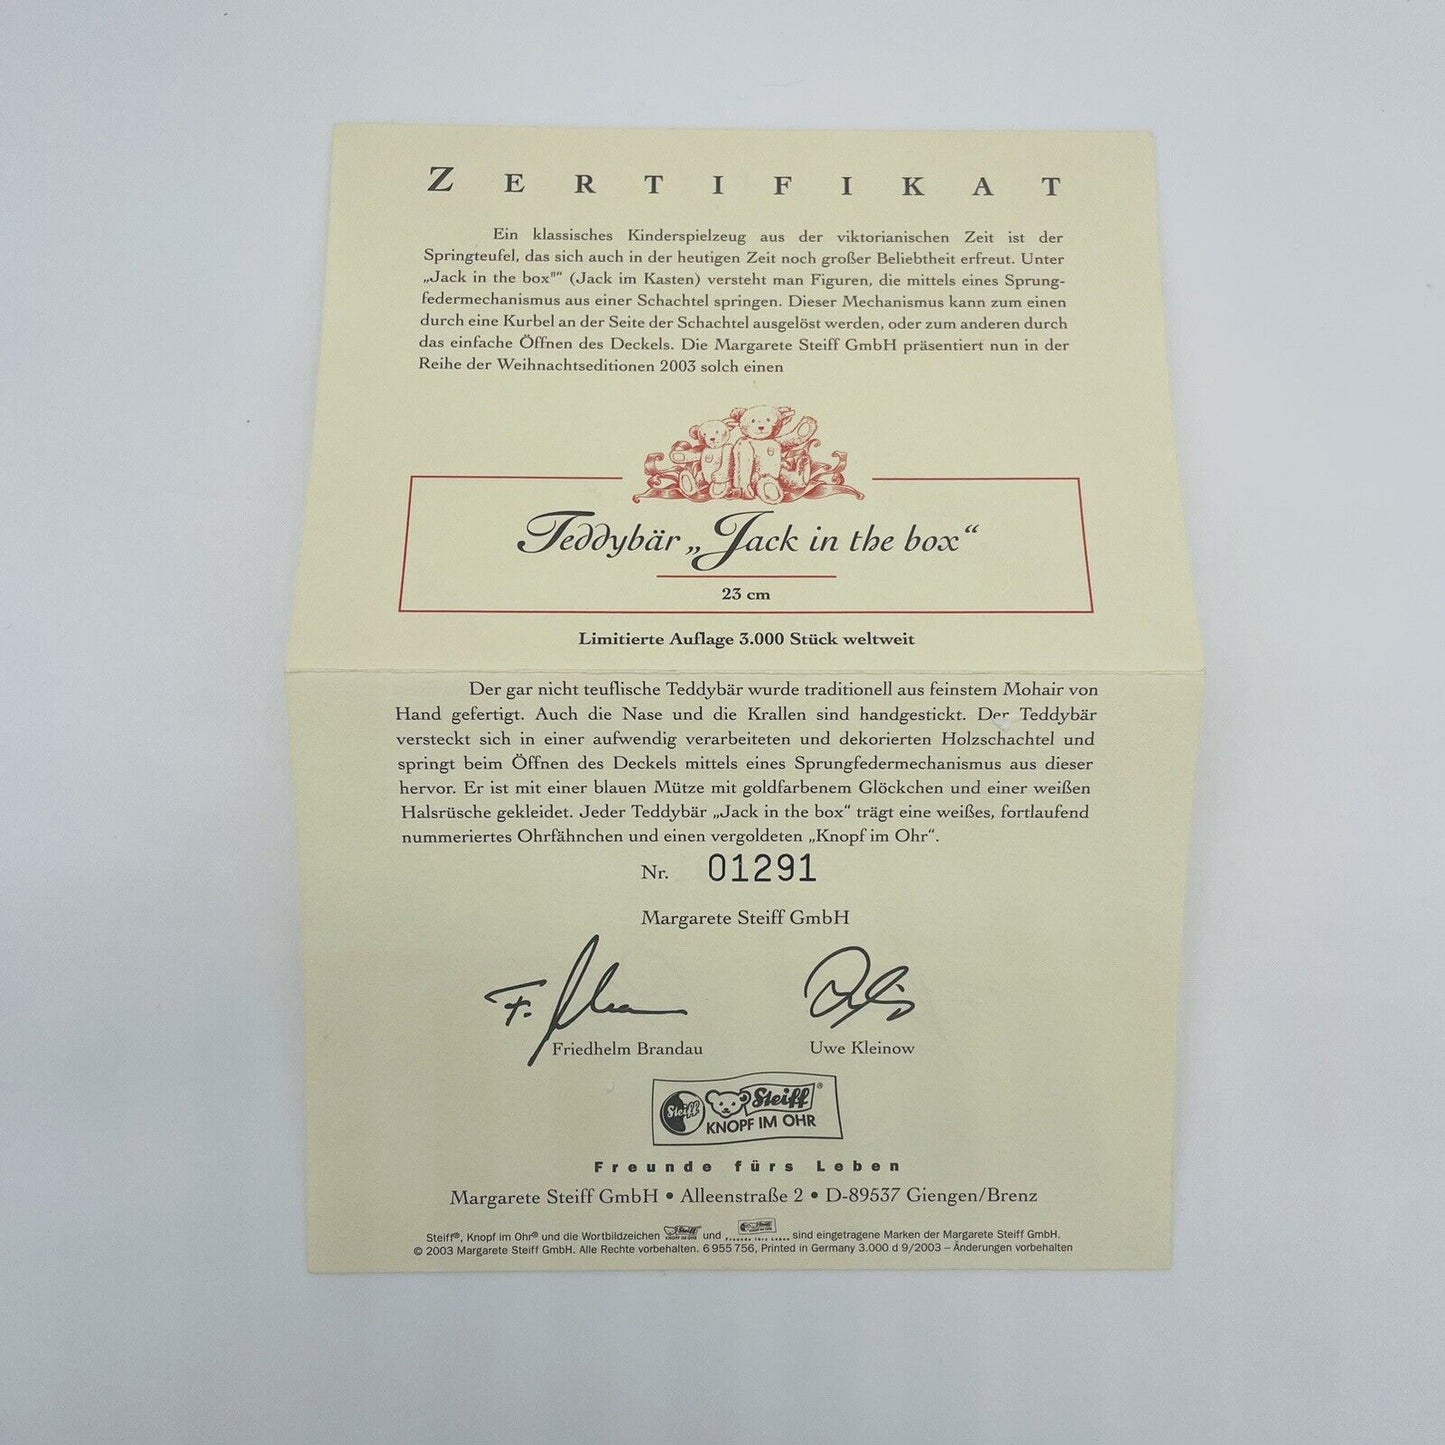 ZERTIFIKAT
Ein klassisches Kinderspielzeug aus der viktorianischen Zeit ist der
Springteufel, das sich auch in der heutigen Zeit noch großer Beliebtheit erfreut. Unter
„Jack in the box"“ (Jack im Kasten) versteht man Figuren, die mittels eines Sprung-
federmechanismus aus einer Schachtel springen. Dieser Mechanismus kann zum einen
durch eine Kurbel an der Seite der Schachtel ausgelöst werden, oder zum anderen durch
das einfache Öffnen des Deckels. Die Margarete Steiff GmbH präsentiert nun in der
Reihe der Weihnachtseditionen 2003 solch einen
Teddybär „Jack in the box“
23 cm
Limitierte Auflage 3.000 Stück weltweit
Der gar nicht teuflische Teddybär wurde traditionell aus feinstem Mohair von
Hand gefertigt. Auch die Nase und die Krallen sind handgestickt. Der Teddybär
versteckt sich in einer aufwendig verarbeiteten und dekorierten Holzschachtel und
springt beim Öffnen des Deckels mittels eines Sprungfedermechanismus aus dieser
hervor. Er ist mit einer blauen Mütze mit goldfarbenem Glöckchen und einer weißen
Halsrüsche gekleidet. Jeder Teddybär „Jack in the box“ trägt eine weißes, fortlaufend
nummeriertes Ohrfähnchen und einen vergoldeten „Knopf im Ohr“.
Nr. 01291
Margarete Steiff GmbH
Friedhelm Brandau Uwe Kleinow
Steiff Steiff®
KNOPF IM OHR
Freunde fürs Leben
Margarete Steiff GmbH • Alleenstraße 2 • D-89537 Giengen/Brenz
Steiff®, Knopf im Ohr® und die Wortbildzeichen Steiff KNOPF IM OHR und Freunde fürs Leben sind eingetragene Marken der Margarete Steiff GmbH.
© 2003 Margarete Steiff GmbH. Alle Rechte vorbehalten. 6 955 756, Printed in Germany 3.000 d 9/2003 – Änderungen vorbehalten